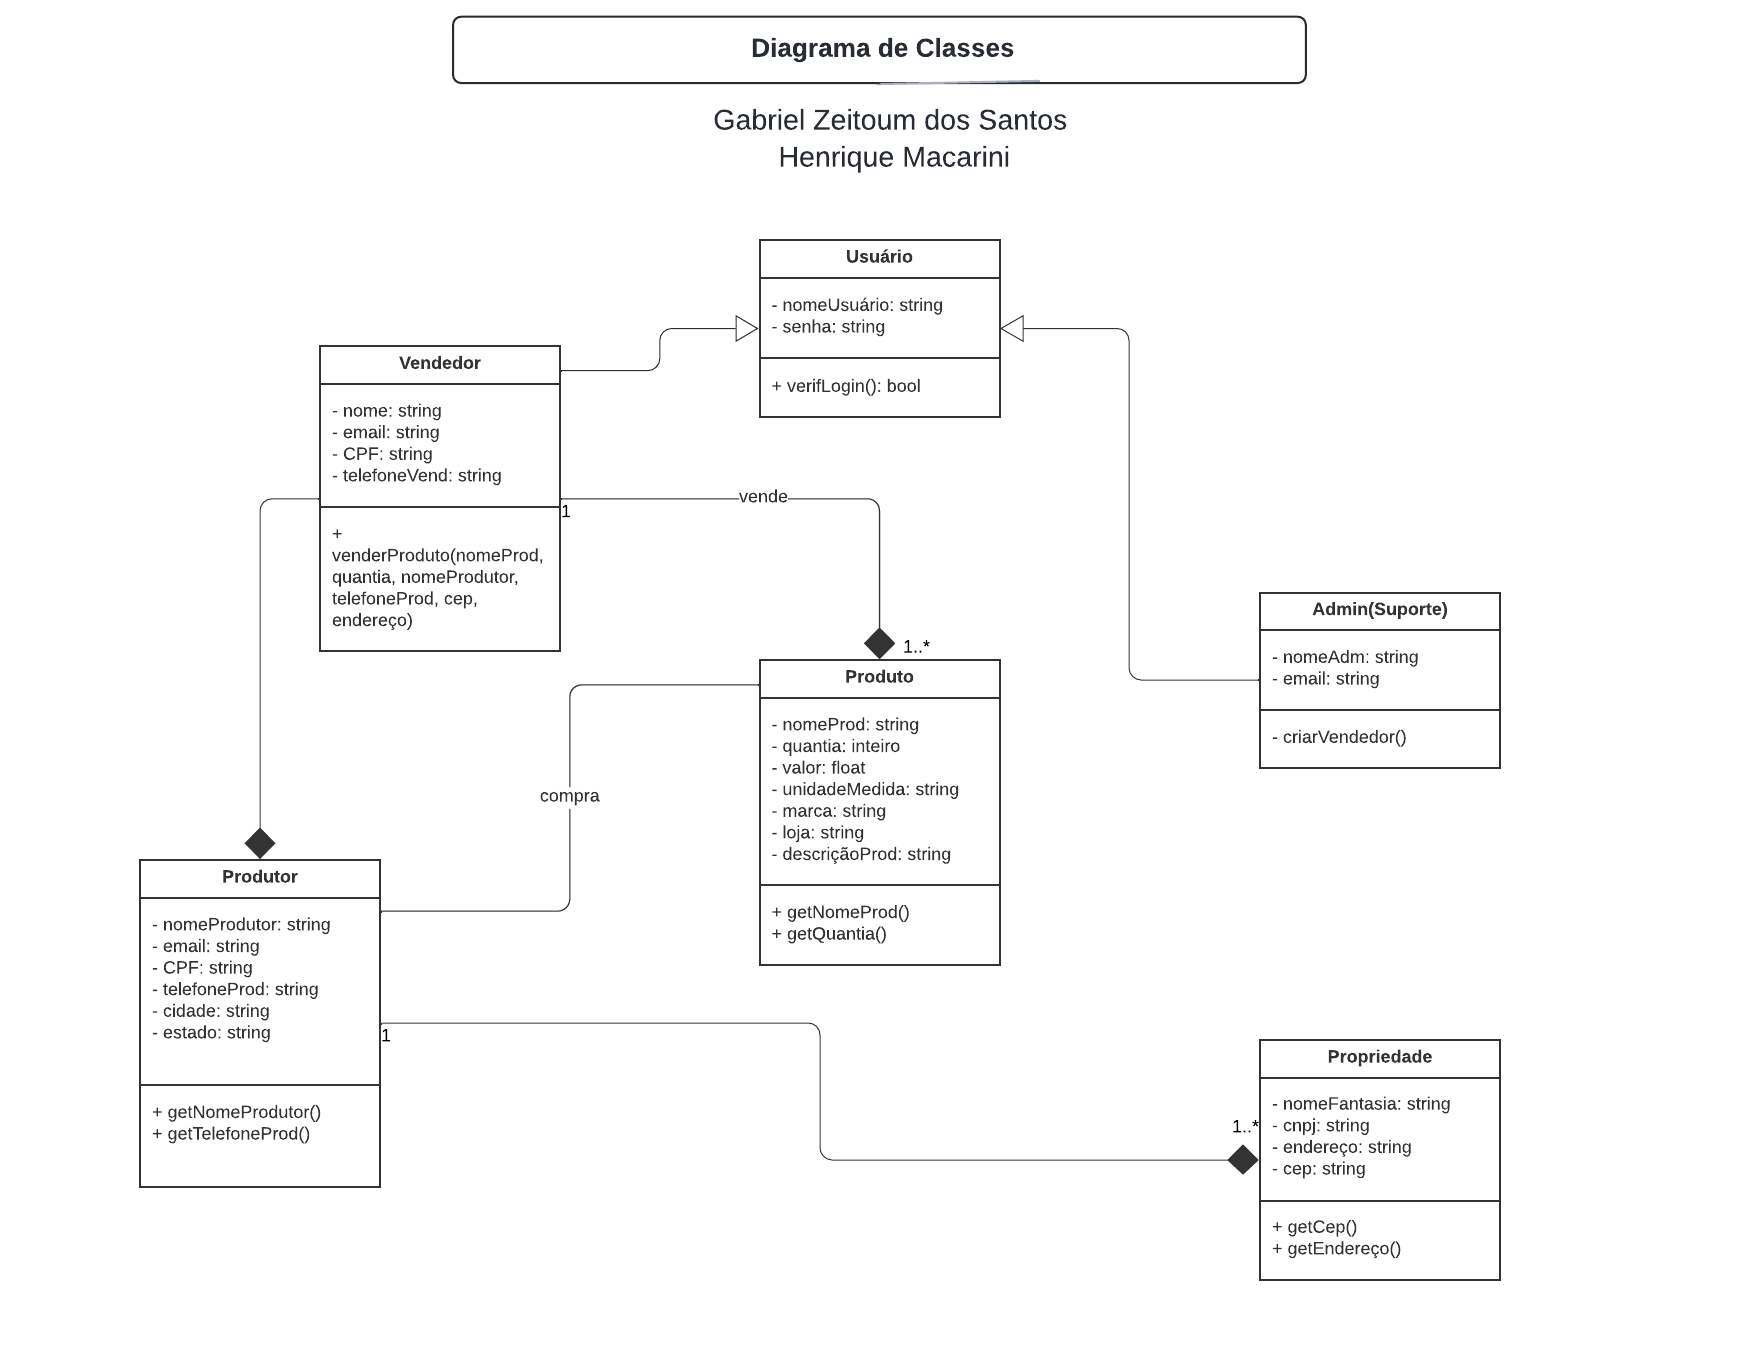 Diagrama de Classes
Gabriel Zeitoum dos Santos
Henrique Macarini
Usuário
- nomeUsuário: string
- senha: string
+ verifLogin(): bool
Vendedor
- nome: string
- email: string
- CPF: string
- telefoneVend: string
+
venderProduto(nomeProd,
quantia, nomeProdutor,
telefoneProd, cep,
endereço)
vende
1
1..*
Admin(Suporte)
- nomeAdm: string
- email: string
- criarVendedor()
Produto
- nomeProd: string
- quantia: inteiro
- valor: float
- unidadeMedida: string
- marca: string
- loja: string
- descriçãoProd: string
+ getNomeProd()
+ getQuantia()
compra
Produtor
- nomeProdutor: string
- email: string
- CPF: string
- telefoneProd: string
- cidade: string
- estado: string
+ getNomeProdutor()
+ getTelefoneProd()
1
1..*
Propriedade
- nomeFantasia: string
- cnpj: string
- endereço: string
- cep: string
+ getCep()
+ getEndereço()